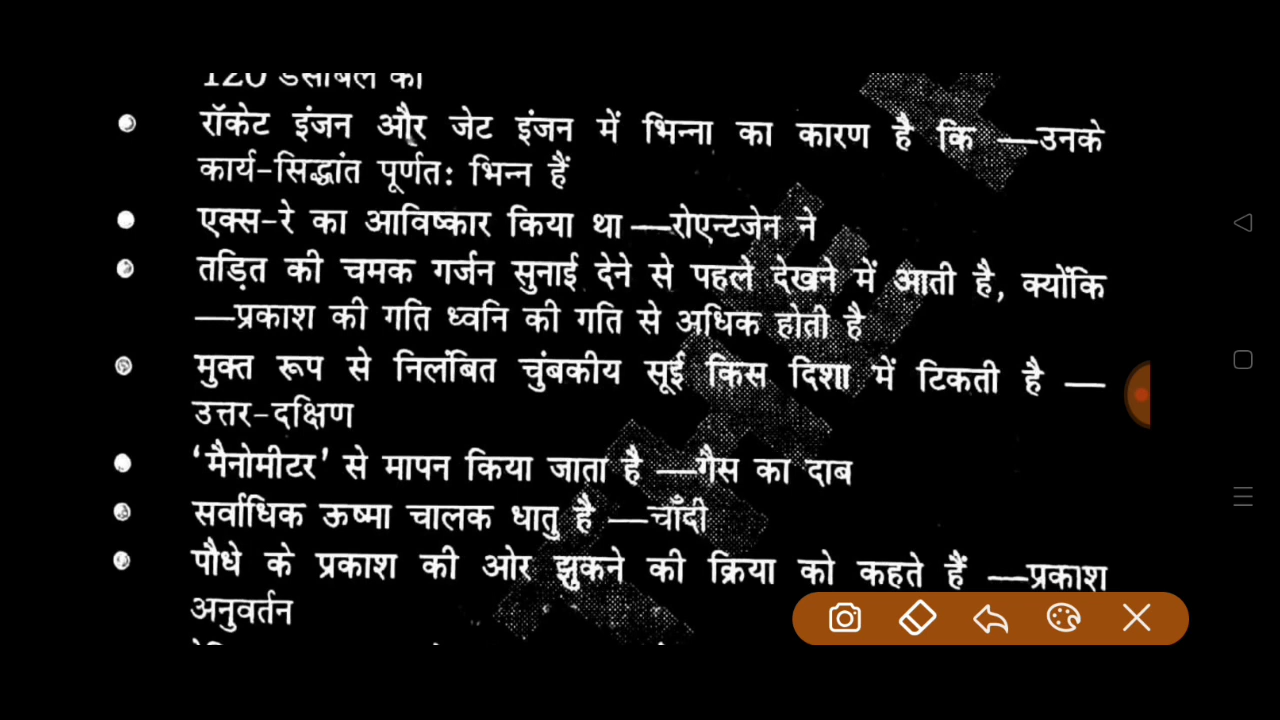 120 डेसीबल की
रॉकेट इंजन और जेट इंजन में भिन्ना का कारण है कि —उनके
कार्य-सिद्धांत पूर्णत: भिन्न हैं
एक्स-रे का आविष्कार किया था —रोएन्टजेन ने
तड़ित की चमक गर्जन सुनाई देने से पहले देखने में आती है, क्योंकि
—प्रकाश की गति ध्वनि की गति से अधिक होती है
मुक्त रूप से निलंबित चुंबकीय सूई किस दिशा में टिकती है —
उत्तर-दक्षिण
‘मैनोमीटर’ से मापन किया जाता है —गैस का दाब
सर्वाधिक ऊष्मा चालक धातु है —चाँदी
पौधे के प्रकाश की ओर झुकने की क्रिया को कहते हैं —प्रकाश
अनुवर्तन